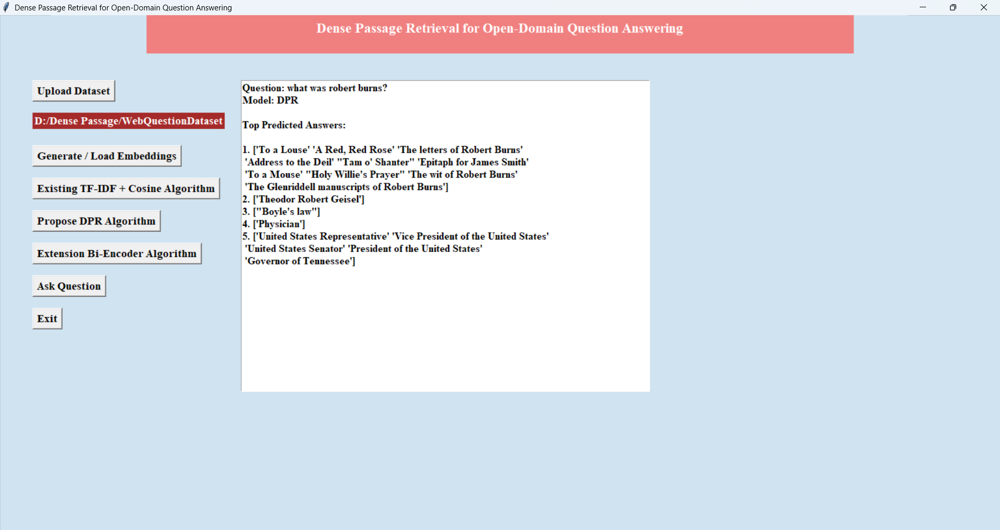 Dense Passage Retrieval for Open-Domain Question Answering
Dense Passage Retrieval for Open-Domain Question Answering
Upload Dataset
D:/Dense Passage/WebQuestionDataset
Generate / Load Embeddings
Existing TF-IDF + Cosine Algorithm
Propose DPR Algorithm
Extension Bi-Encoder Algorithm
Ask Question
Exit
Question: what was robert burns?
Model: DPR
Top Predicted Answers:
1. ['To a Louse' 'A Red, Red Rose' 'The letters of Robert Burns'
'Address to the Deil' "Tam o' Shanter" 'Epitaph for James Smith'
'To a Mouse' "Holy Willie's Prayer" 'The wit of Robert Burns'
'The Glenriddell manuscripts of Robert Burns']
2. ['Theodor Robert Geisel']
3. ["Boyle's law"]
4. ['Physician']
5. ['United States Representative' 'Vice President of the United States'
'United States Senator' 'President of the United States'
'Governor of Tennessee']